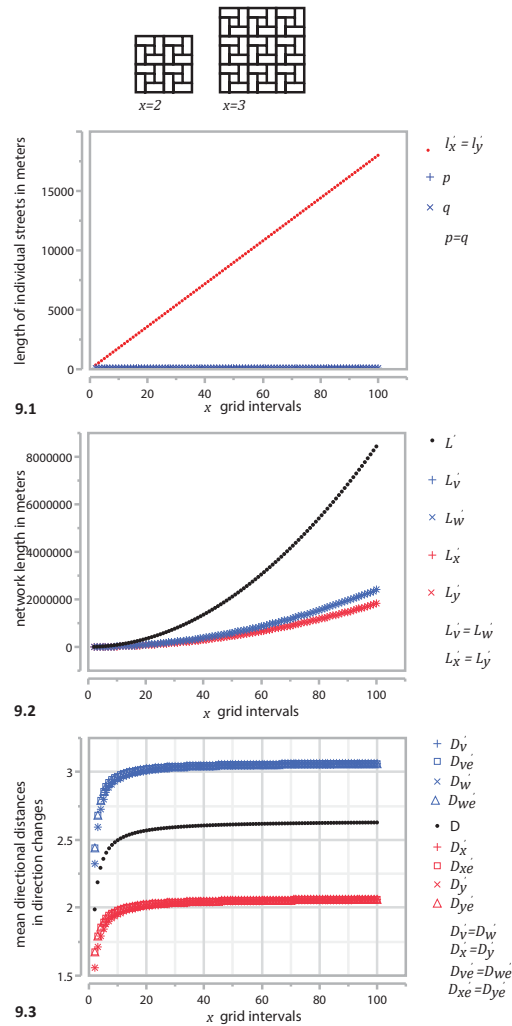 x=2
x=3
length of individual streets in meters
15000
10000
5000
0
0 20 40 60 80 100
x grid intervals
l'x = l'y
p
q
p=q
9.1
network length in meters
8000000
6000000
4000000
2000000
0
0 20 40 60 80 100
x grid intervals
L'
L'v
L'w
L'x
L'y
L'v = L'w
L'x = L'y
9.2
mean directional distances
in direction changes
3
2.5
2
1.5
0 20 40 60 80 100
x grid intervals
D'v
D've
D'w
D'we
D
D'x
D'xe
D'y
D'ye
D'v=D'w
D'x=D'y
D've=D'we
D'xe=D'ye
9.3